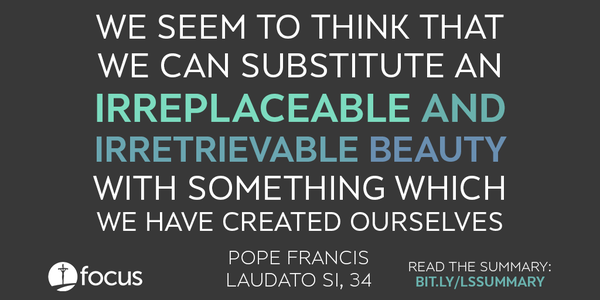 WE SEEM TO THINK THAT
WE CAN SUBSTITUTE AN
IRREPLACEABLE AND
IRRETRIEVABLE BEAUTY
WITH SOMETHING WHICH
WE HAVE CREATED OURSELVES
focus
POPE FRANCIS
LAUDATO SI, 34
READ THE SUMMARY:
BIT.LY/LSSUMMARY